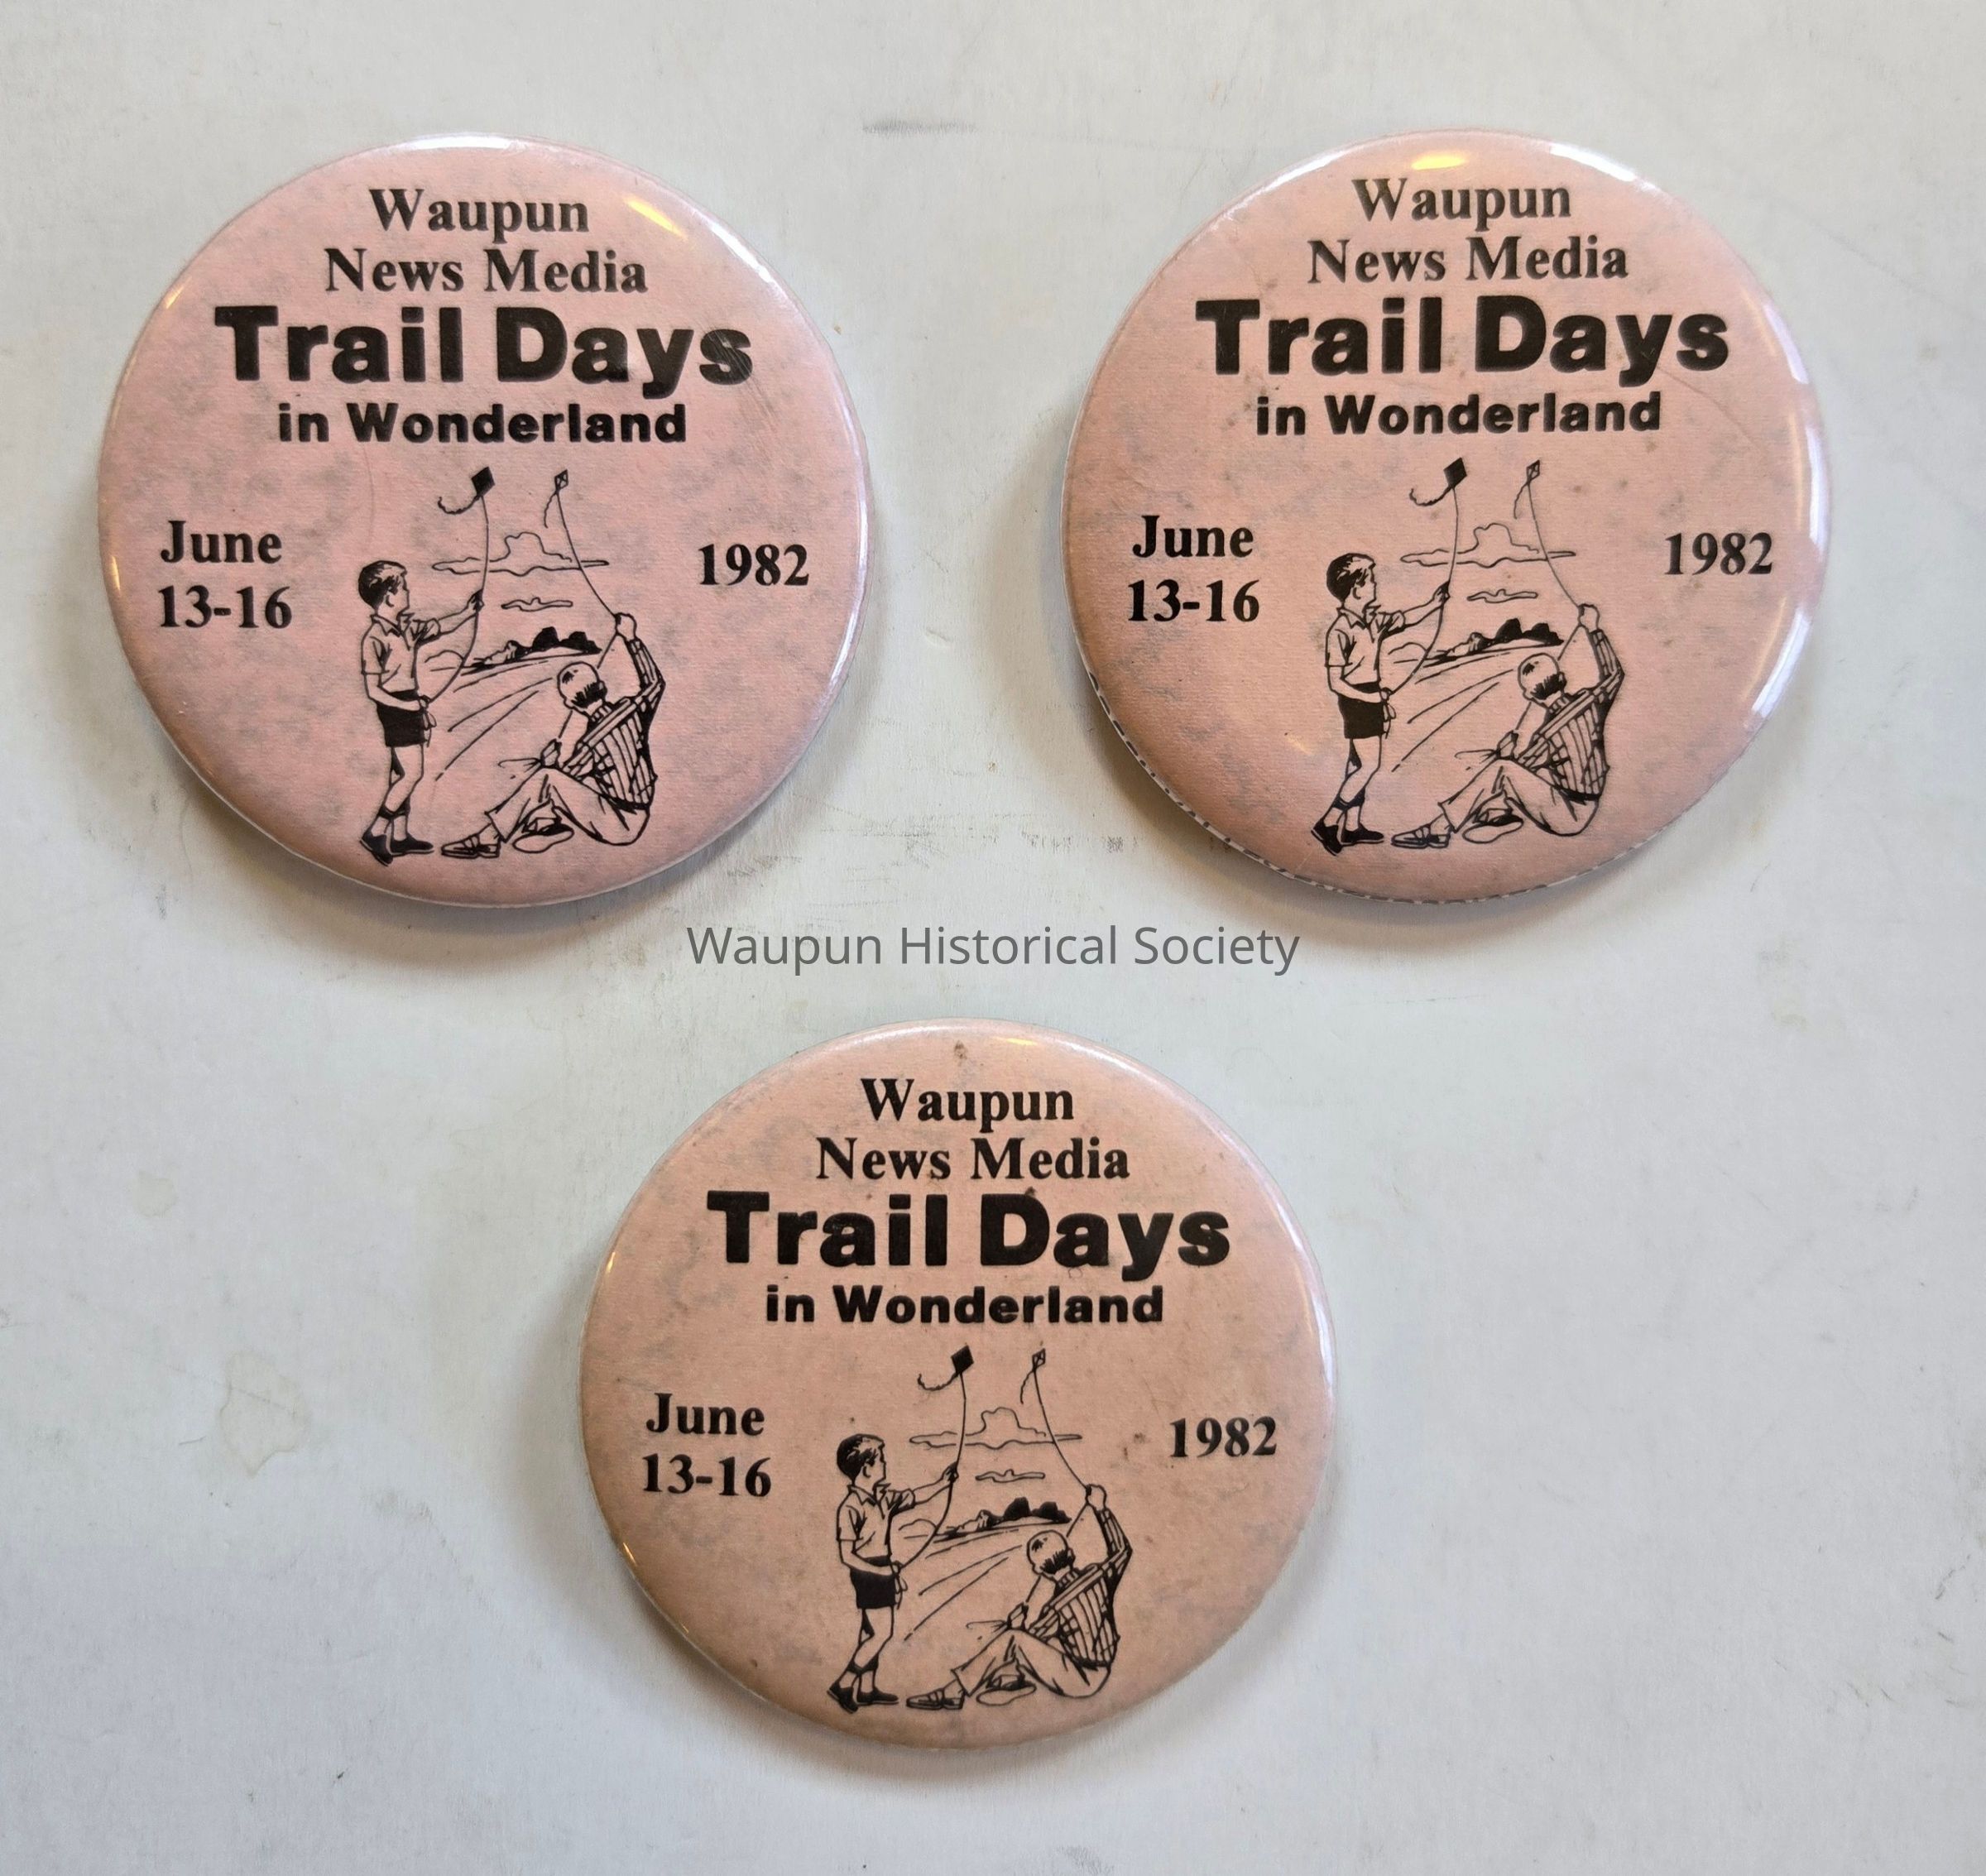 Waupun
News Media
Trail Days
in Wonderland
June
13-16
1982
Waupun
News Media
Trail Days
in Wonderland
June
13-16
1982
Waupun Historical Society
Waupun
News Media
Trail Days
in Wonderland
June
13-16
1982